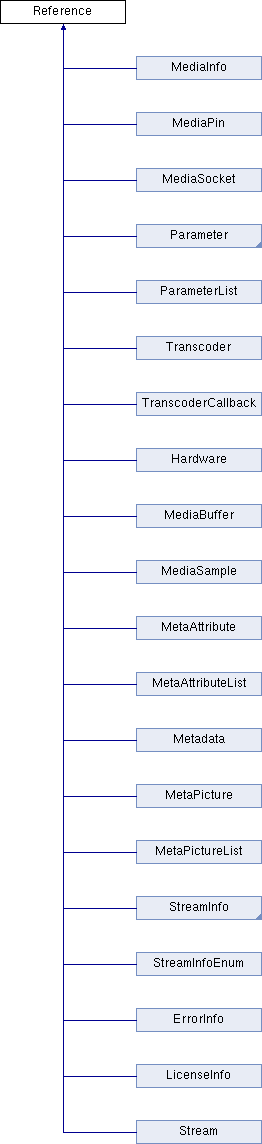 Reference
MediaInfo
MediaPin
MediaSocket
Parameter
ParameterList
Transcoder
TranscoderCallback
Hardware
MediaBuffer
MediaSample
MetaAttribute
MetaAttributeList
Metadata
MetaPicture
MetaPictureList
StreamInfo
StreamInfoEnum
ErrorInfo
LicenseInfo
Stream